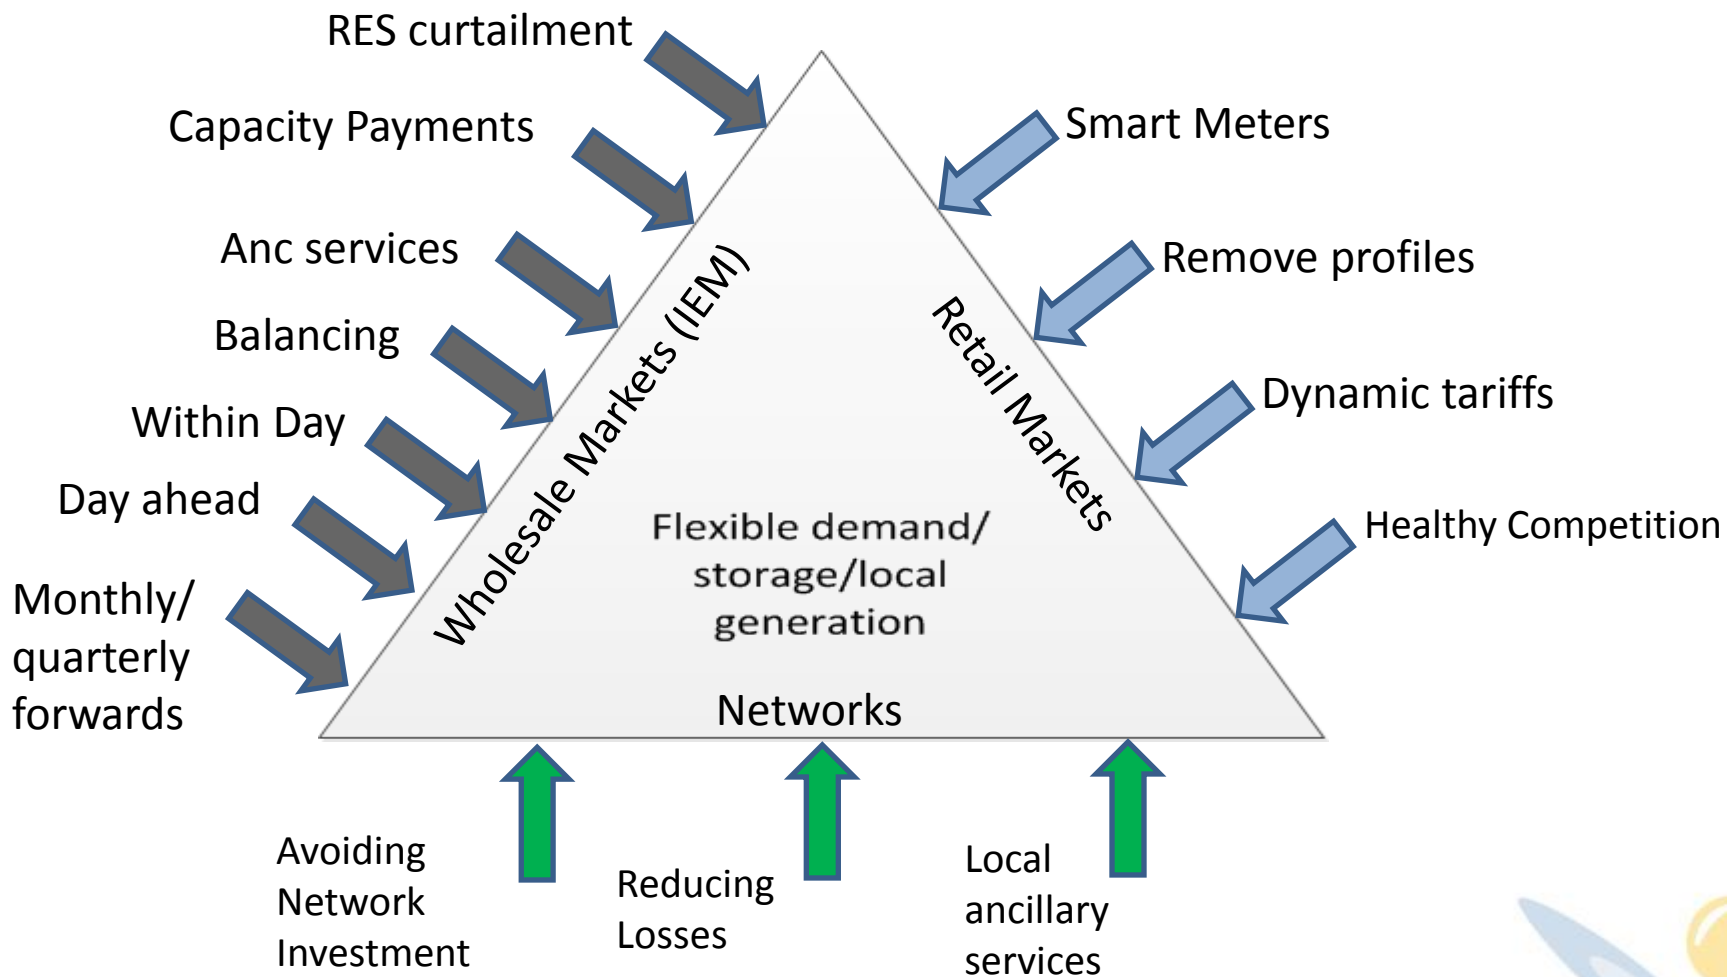 RES curtailment
Capacity Payments
Anc services
Balancing
Within Day
Day ahead
Monthly/
quarterly
forwards
Wholesale Markets (IEM)
Flexible demand/
storage/local
generation
Networks
Retail Markets
Smart Meters
Remove profiles
Dynamic tariffs
Healthy Competition
Avoiding
Network
Investment
Reducing
Losses
Local
ancillary
services